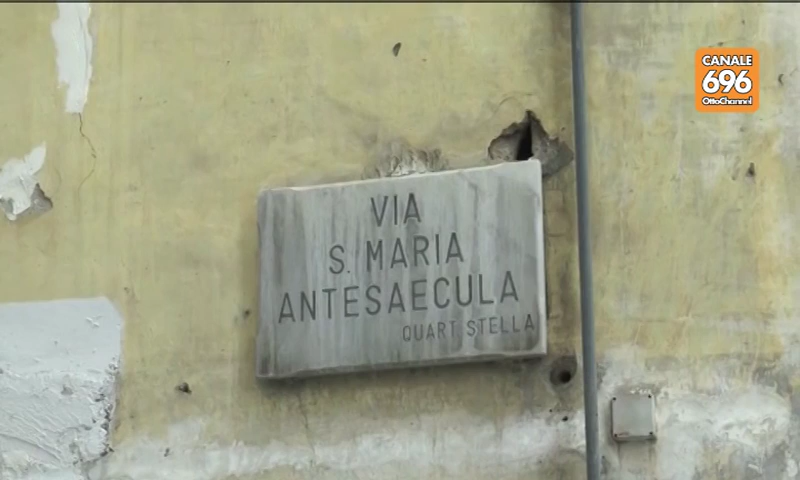 CANALE
696
OttoChannel
VIA
S. MARIA
ANTESAECULA
QUART STELLA